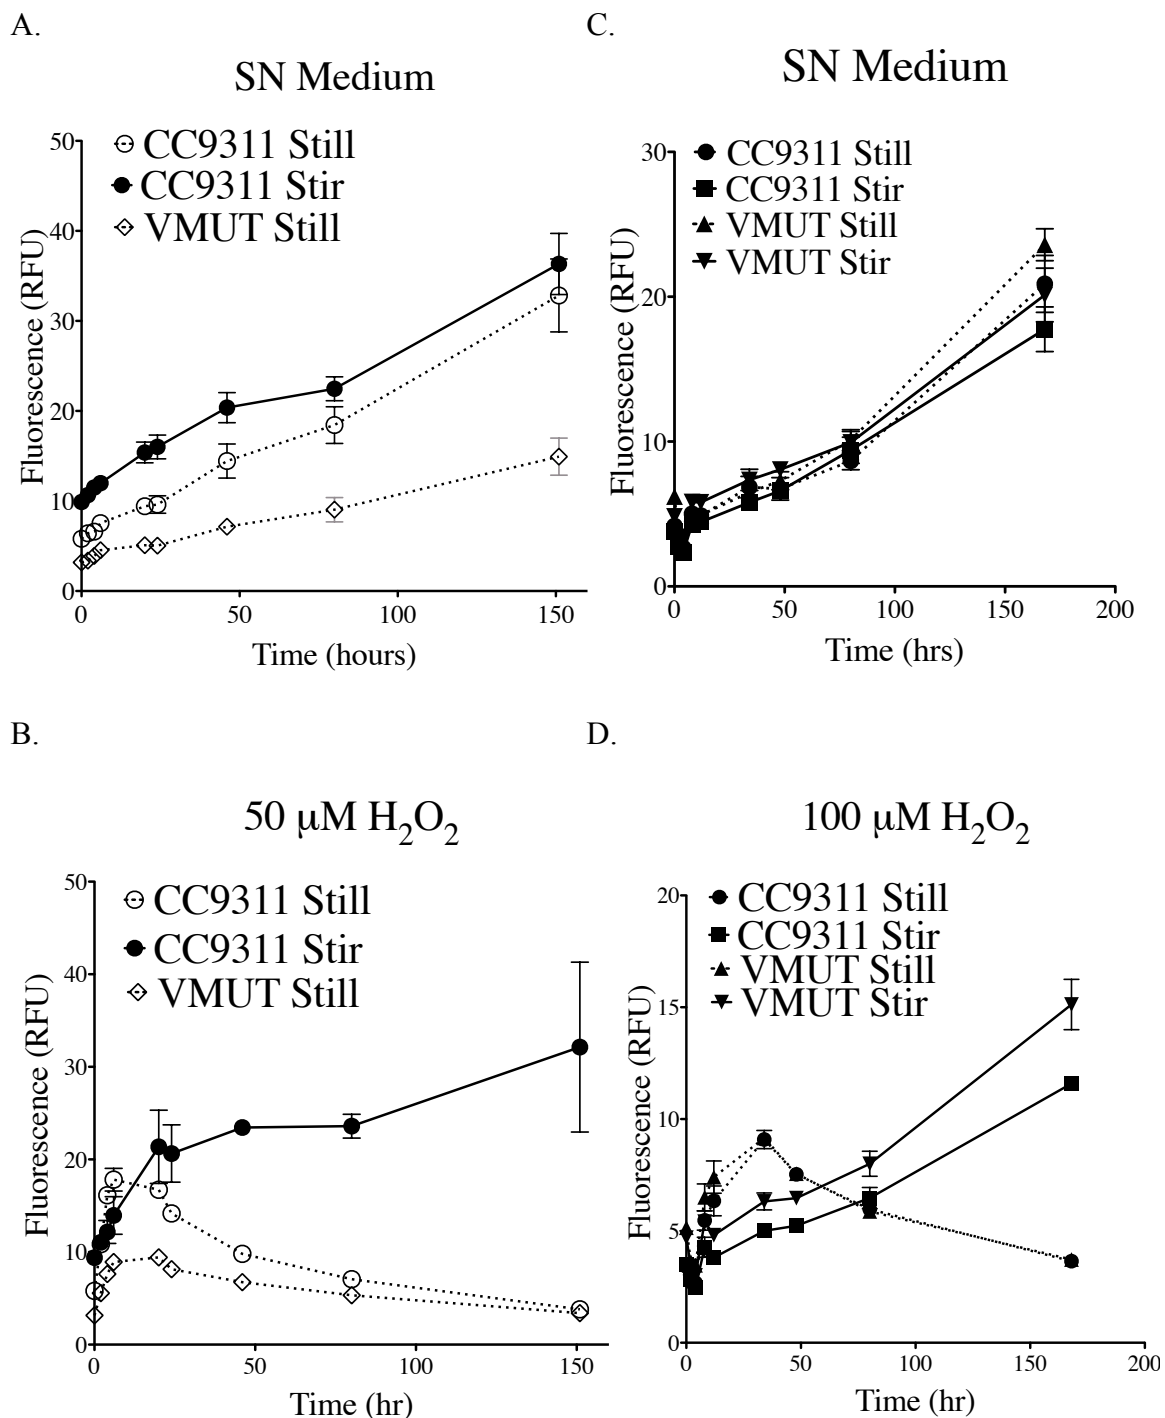 A.
SN Medium
CC9311 Still
CC9311 Stir
VMUT Still
50
40
30
20
10
0
Fluorescence (RFU)
0 50 100 150
Time (hours)
C.
SN Medium
CC9311 Still
CC9311 Stir
VMUT Still
VMUT Stir
30
20
10
0
Fluorescence (RFU)
0 50 100 150 200
Time (hrs)
B.
50 μM H₂O₂
CC9311 Still
CC9311 Stir
VMUT Still
50
40
30
20
10
0
Fluorescence (RFU)
0 50 100 150
Time (hr)
D.
100 μM H₂O₂
CC9311 Still
CC9311 Stir
VMUT Still
VMUT Stir
20
15
10
5
0
Fluorescence (RFU)
0 50 100 150 200
Time (hr)